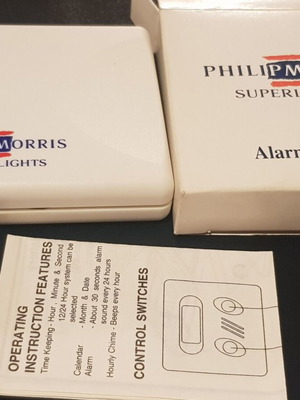 MORRIS
LIGHTS
PHILIP M
SUPERI
Alarm
OPERATING
INSTRUCTION FEATURES
Time Keeping - Hour, Minute & Second
12/24 Hour system can be
selected
Calendar - Month & Date
Alarm - About 30 seconds alarm
sound every 24 hours
Hourly Chime - Beeps every hour
CONTROL SWITCHES